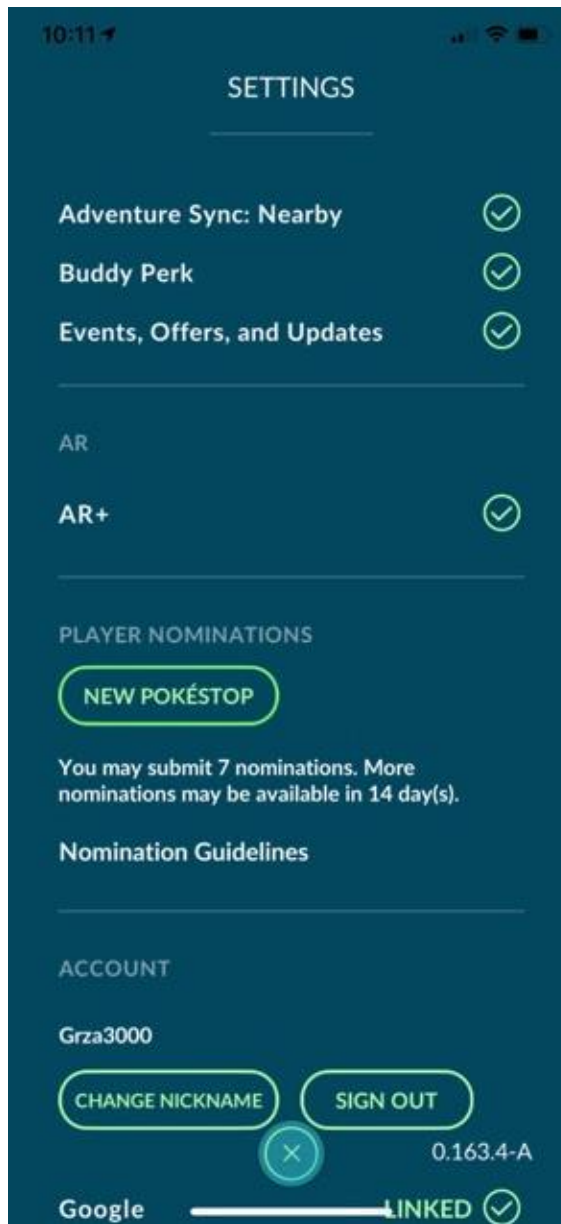 10:11
SETTINGS
Adventure Sync: Nearby
Buddy Perk
Events, Offers, and Updates
AR
AR+
PLAYER NOMINATIONS
NEW POKÉSTOP
You may submit 7 nominations. More
nominations may be available in 14 day(s).
Nomination Guidelines
ACCOUNT
Grza3000
CHANGE NICKNAME SIGN OUT
0.163.4-A
Google LINKED